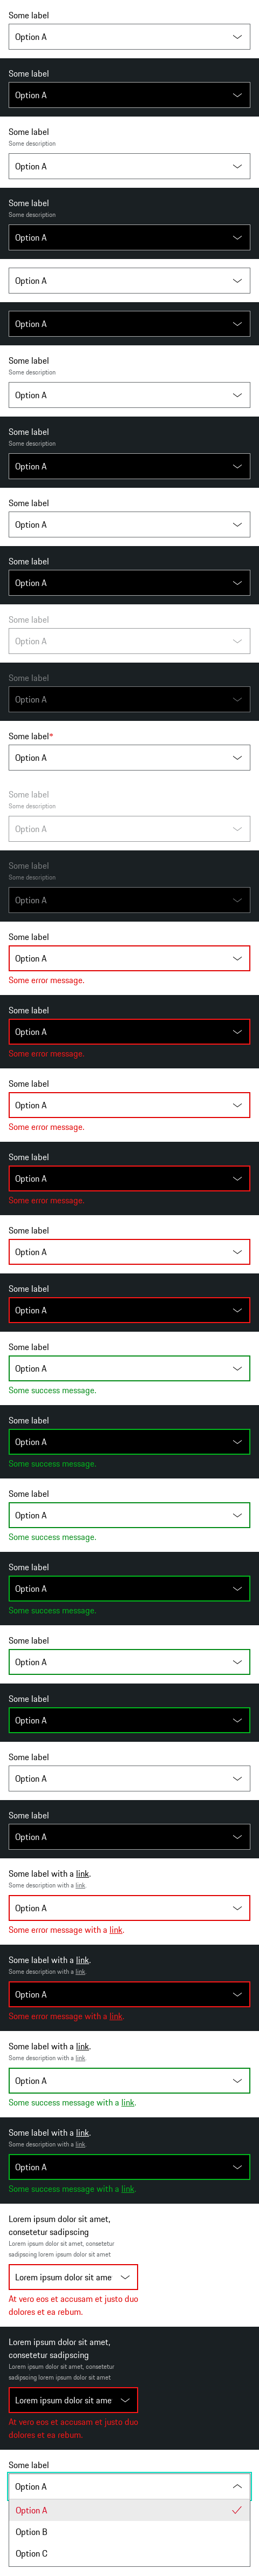 Some label
Option A
Some label
Option A
Some label
Some description
Option A
Some label
Some description
Option A
Option A
Option A
Some label
Some description
Option A
Some label
Some description
Option A
Some label
Option A
Some label
Option A
Some label
Option A
Some label
Option A
Some label*
Option A
Some label
Some description
Option A
Some label
Some description
Option A
Some label
Option A
Some error message.
Some label
Option A
Some error message.
Some label
Option A
Some error message.
Some label
Option A
Some error message.
Some label
Option A
Some label
Option A
Some label
Option A
Some success message.
Some label
Option A
Some success message.
Some label
Option A
Some success message.
Some label
Option A
Some success message.
Some label
Option A
Some label
Option A
Some label
Option A
Some label
Option A
Some label with a link.
Some description with a link.
Option A
Some error message with a link.
Some label with a link.
Some description with a link.
Option A
Some error message with a link.
Some label with a link.
Some description with a link.
Option A
Some success message with a link.
Some label with a link.
Some description with a link.
Option A
Some success message with a link.
Lorem ipsum dolor sit amet,
consetetur sadipscing
Lorem ipsum dolor sit amet, consetetur
sadipscing lorem ipsum dolor sit amet
Lorem ipsum dolor sit ame
At vero eos et accusam et justo duo
dolores et ea rebum.
Lorem ipsum dolor sit amet,
consetetur sadipscing
Lorem ipsum dolor sit amet, consetetur
sadipscing lorem ipsum dolor sit amet
Lorem ipsum dolor sit ame
At vero eos et accusam et justo duo
dolores et ea rebum.
Some label
Option A
Option A
Option B
Option C